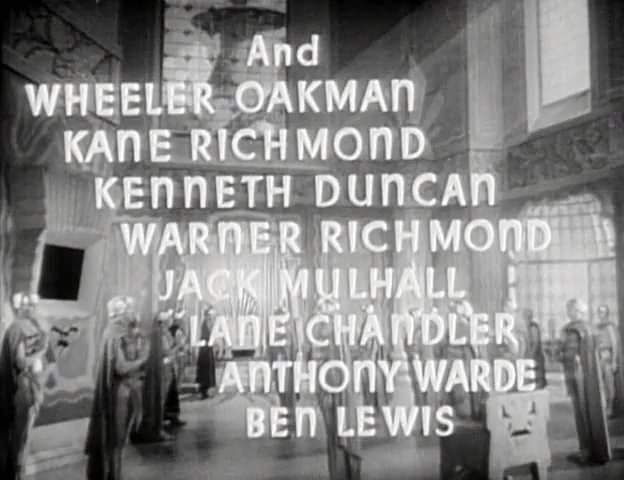 And
WHEELER OAKMAN
KANE RICHMOND
KENNETH DUNCAN
WARNER RICHMOND
JACK MULHALL
LANE CHANDLER
ANTHONY WARDE
BEN LEWIS